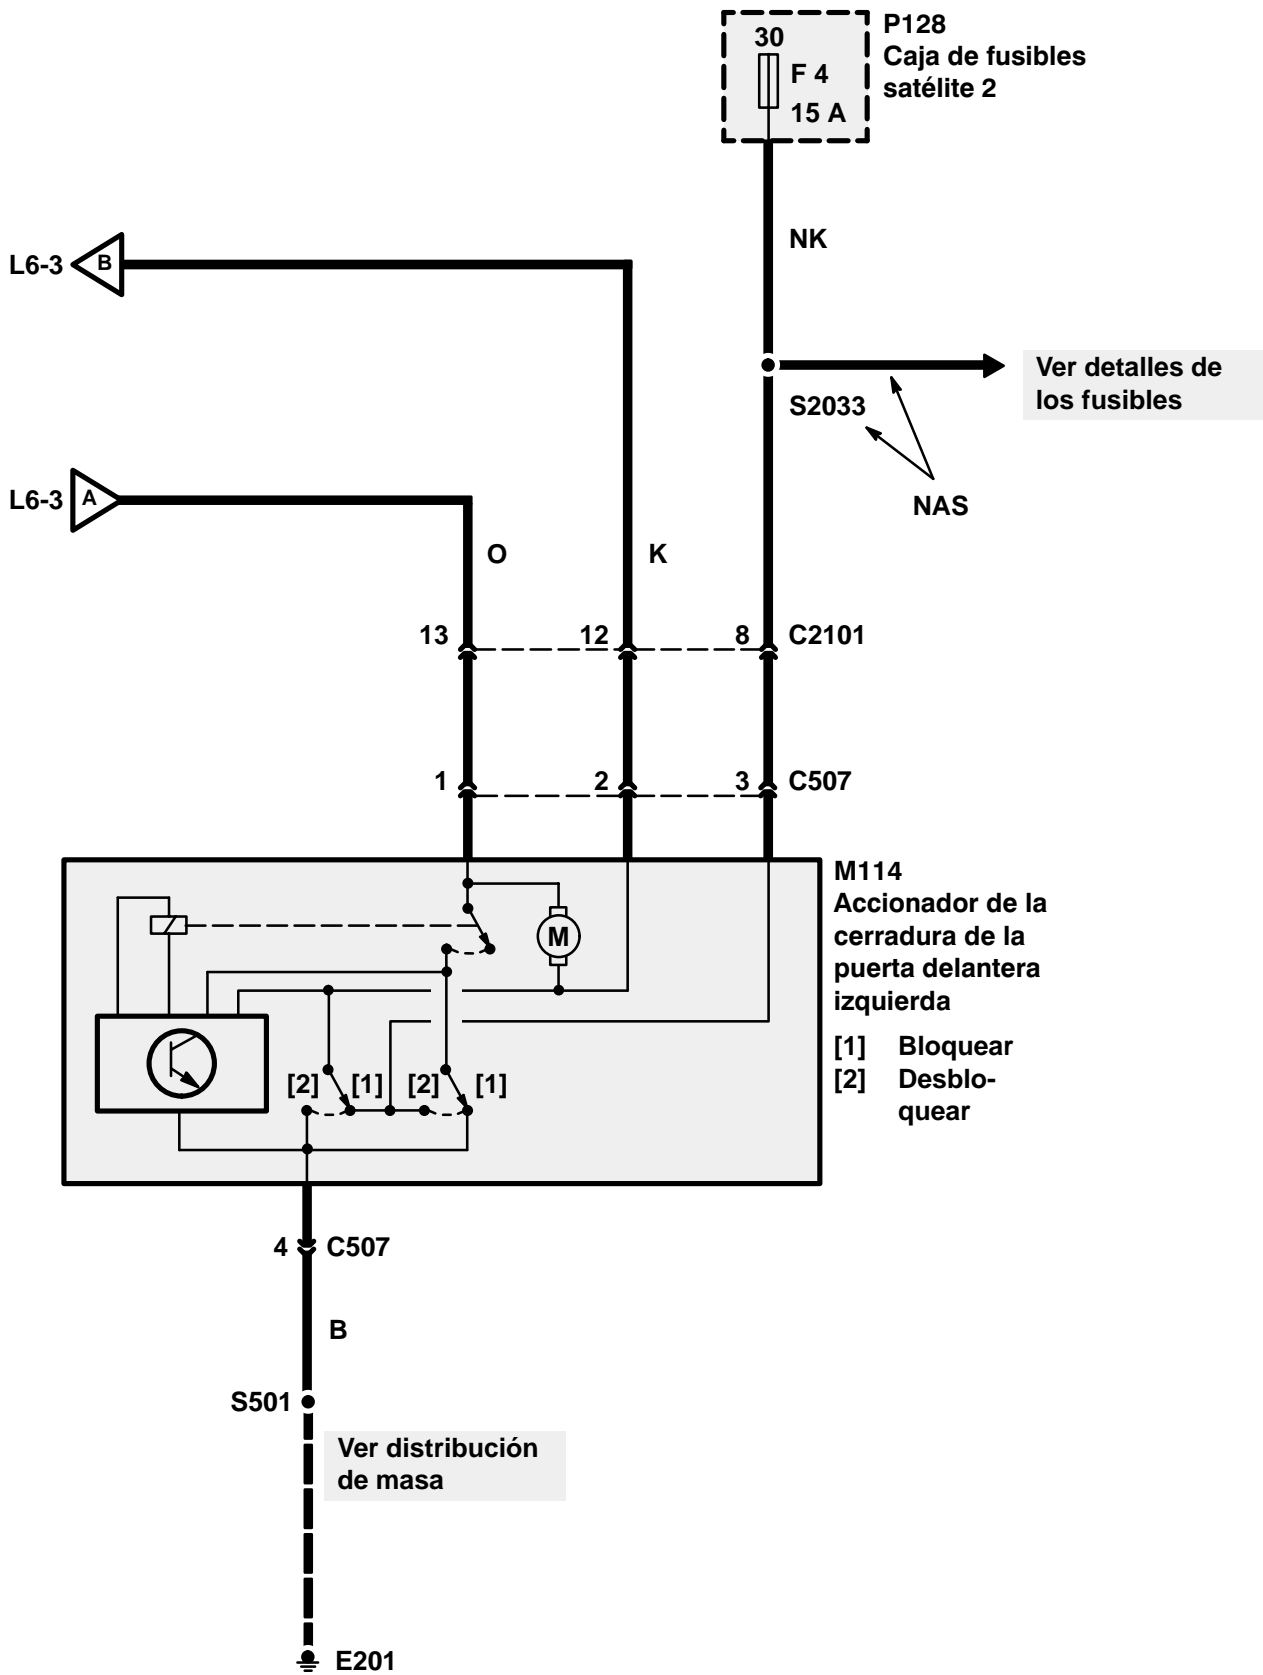 P128
Caja de fusibles
satélite 2
30
F 4
15 A
NK
L6-3
B
Ver detalles de
los fusibles
S2033
NAS
L6-3
A
O
K
13
12
8
C2101
1
2
3
C507
M114
Accionador de la
cerradura de la
puerta delantera
izquierda
[1] Bloquear
[2] Desblo-
quear
M
[2]
[1]
[2]
[1]
4
C507
B
S501
Ver distribución
de masa
E201